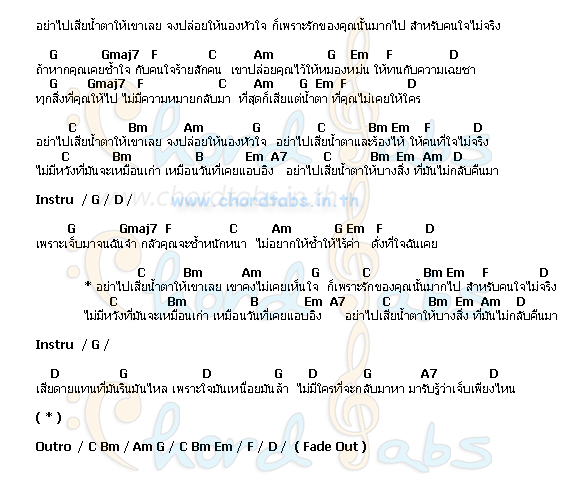 อย่าไปเสียน้ำตาให้เขาเลย จงปล่อยให้นองหัวใจ ก็เพราะรักของคุณนั้นมากไป สำหรับคนใจไม่จริง
G Gmaj7 F C Am G Em F D
ถ้าหากคุณเคยช้ำใจ กับคนใจร้ายสักคน เขาปล่อยคุณไว้ให้หมองหม่น ให้ทนกับความเฉยชา
G Gmaj7 F C Am G Em F D
ทุกสิ่งที่คุณให้ไป ไม่มีความหมายกลับมา ที่สุดก็เสียแต่น้ำตา ที่คุณไม่เคยให้ใคร
C Bm Am G C Bm Em F D
อย่าไปเสียน้ำตาให้เขาเลย จงปล่อยให้นองหัวใจ อย่าไปเสียน้ำตาและร้องไห้ ให้คนที่ใจไม่จริง
C Bm B Em A7 C Bm Em Am D
ไม่มีหวังที่มันจะเหมือนเก่า เหมือนวันที่เคยแอบอิง อย่าไปเสียน้ำตาให้บางสิ่ง ที่มันไม่กลับคืนมา
Instru / G / D /
www.chordtabs.in.th
G Gmaj7 F C Am G Em F D
เพราะเจ็บมาจนฉันจำ กลัวคุณจะช้ำหนักหนา ไม่อยากให้ช้ำให้ไร้ค่า ดั่งที่ใจฉันเคย
C Bm Am G C Bm Em F D
* อย่าไปเสียน้ำตาให้เขาเลย เขาคงไม่เคยเห็นใจ ก็เพราะรักของคุณนั้นมากไป สำหรับคนใจไม่จริง
C Bm B Em A7 C Bm Em Am D
ไม่มีหวังที่มันจะเหมือนเก่า เหมือนวันที่เคยแอบอิง อย่าไปเสียน้ำตาให้บางสิ่ง ที่มันไม่กลับคืนมา
Instru / G /
D G D G D G A7 D
เสียดายแทนที่มันรินมันไหล เพราะใจมันเหนื่อยมันล้า ไม่มีใครที่จะกลับมาหา มารับรู้ว่าเจ็บเพียงไหน
( * )
Outro / C Bm / Am G / C Bm Em / F / D / ( Fade Out )